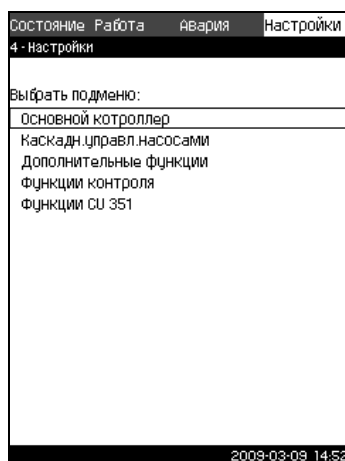 Состояние Работа Авария Настройки
4 - Настройки
Выбрать подменю:
Основной котроллер
Каскадн.управл.насосами
Дополнительные функции
Функции контроля
Функции CU 351
2009-03-09 14:52